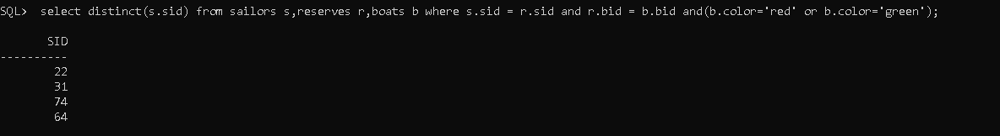 SQL>  select distinct(s.sid) from sailors s,reserves r,boats b where s.sid = r.sid and r.bid = b.bid and(b.color='red' or b.color='green');
SID
----------
22
31
74
64